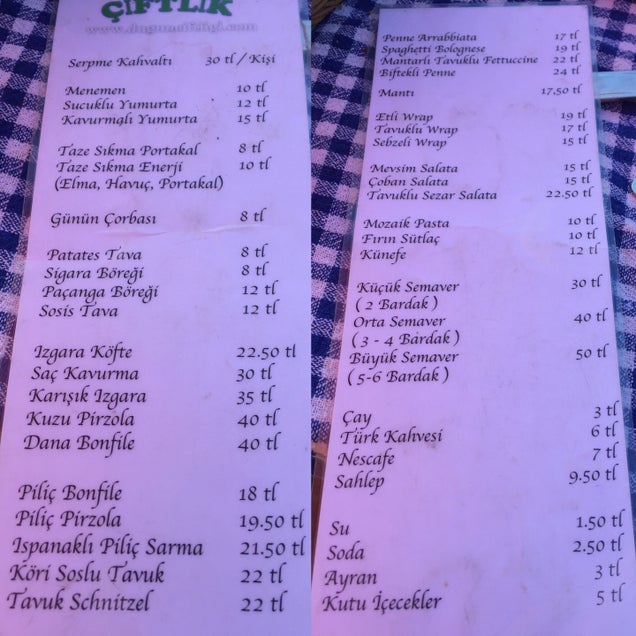 ÇİFTLİK
Serpme Kahvaltı 30 tl / Kişi
Menemen 10 tl
Sucuklu Yumurta 12 tl
Kavurmalı Yumurta 15 tl
Taze Sıkma Portakal 8 tl
Taze Sıkma Enerji 10 tl
(Elma, Havuç, Portakal)
Günün Çorbası 8 tl
Patates Tava 8 tl
Sigara Böreği 8 tl
Paçanga Böreği 12 tl
Sosis Tava 12 tl
Izgara Köfte 22.50 tl
Saç Kavurma 30 tl
Karışık Izgara 35 tl
Kuzu Pirzola 40 tl
Dana Bonfile 40 tl
Piliç Bonfile 18 tl
Piliç Pirzola 19.50 tl
Ispanaklı Piliç Sarma 21.50 tl
Köri Soslu Tavuk 22 tl
Tavuk Schnitzel 22 tl
Penne Arrabbiata 17 tl
Spaghetti Bolognese 19 tl
Mantarlı Tavuklu Fettuccine 22 tl
Biftekli Penne 24 tl
Mantı 17,50 tl
Etli Wrap 19 tl
Tavuklu Wrap 17 tl
Sebzeli Wrap 15 tl
Mevsim Salata 15 tl
Çoban Salata 15 tl
Tavuklu Sezar Salata 22.50 tl
Mozaik Pasta 10 tl
Fırın Sütlaç 10 tl
Künefe 12 tl
Küçük Semaver 30 tl
( 2 Bardak )
Orta Semaver 40 tl
( 3 - 4 Bardak )
Büyük Semaver 50 tl
( 5-6 Bardak )
Çay 3 tl
Türk Kahvesi 6 tl
Nescafe 7 tl
Sahlep 9.50 tl
Su 1.50 tl
Soda 2.50 tl
Ayran 3 tl
Kutu İçecekler 5 tl